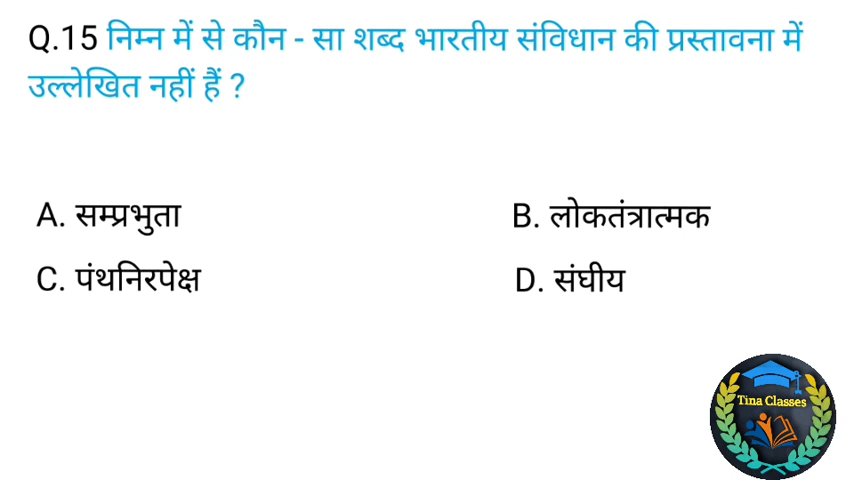 Q.15 निम्न में से कौन - सा शब्द भारतीय संविधान की प्रस्तावना में
उल्लेखित नहीं हैं ?
A. सम्प्रभुता
B. लोकतंत्रात्मक
C. पंथनिरपेक्ष
D. संघीय
Tina Classes